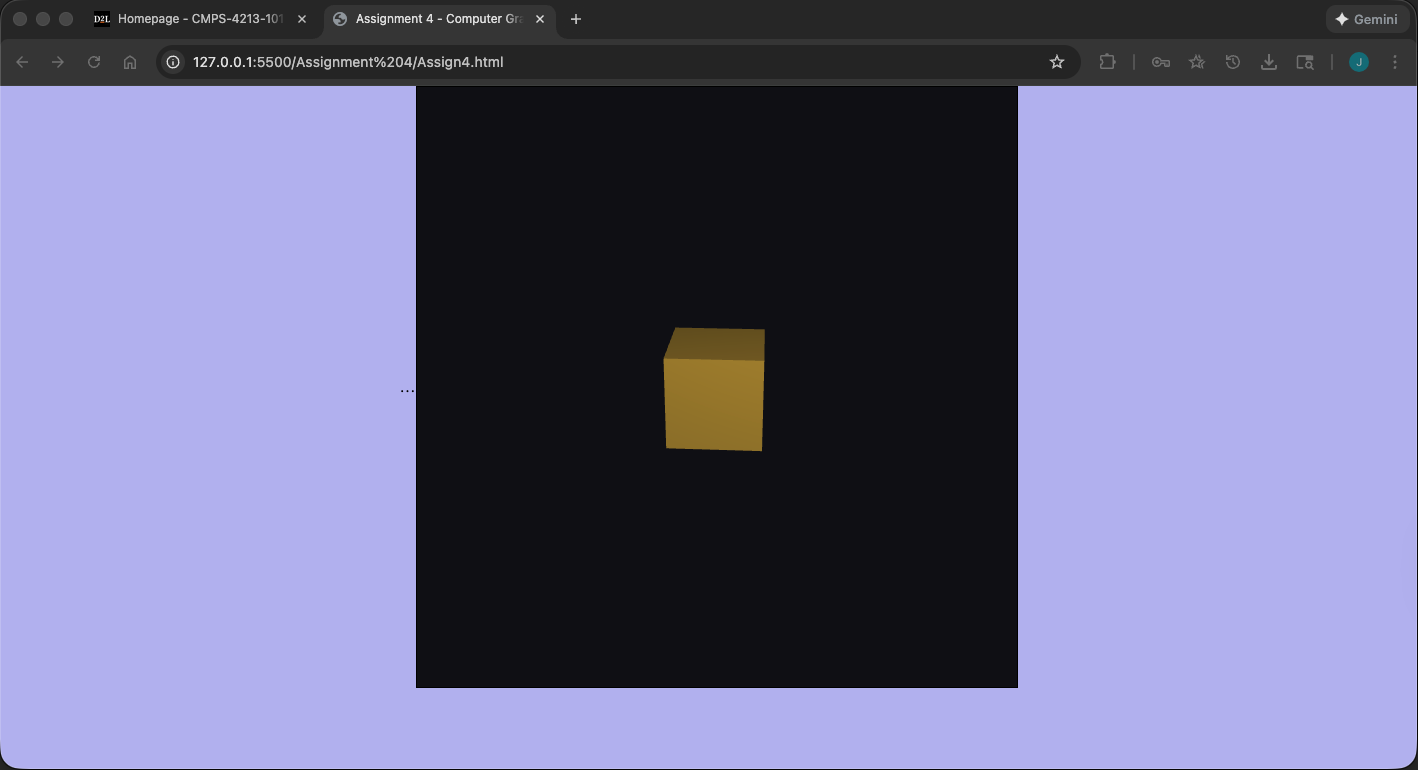 D2L Homepage - CMPS-4213-101
Assignment 4 - Computer Gra
Gemini
127.0.0.1:5500/Assignment%204/Assign4.html
J
...